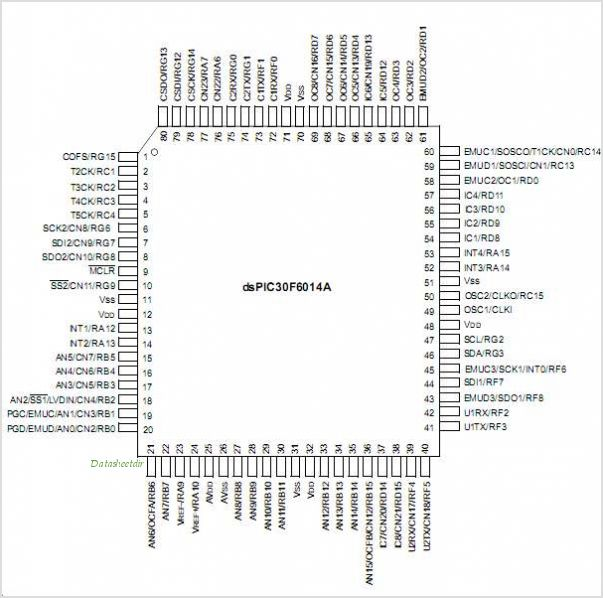 CSDO/RG13
CSDI/RG12
CSCK/RG14
CN23/RA7
CN22/RA6
C2RX/RG0
C2TX/RG1
C1TX/RF1
C1RX/RF0
VDD
VSS
OC8/CN16/RD7
OC7/CN15/RD6
OC6/CN14/RD5
OC5/CN13/RD4
IC6/CN19/RD13
IC5/RD12
OC4/RD3
OC3/RD2
EMUD2/OC2/RD1
80 79 78 77 76 75 74 73 72 71 70 69 68 67 66 65 64 63 62 61
COFS/RG15 1
T2CK/RC1 2
T3CK/RC2 3
T4CK/RC3 4
T5CK/RC4 5
SCK2/CN8/RG6 6
SDI2/CN9/RG7 7
SDO2/CN10/RG8 8
MCLR 9
SS2/CN11/RG9 10
VSS 11
VDD 12
INT1/RA12 13
INT2/RA13 14
AN5/CN7/RB5 15
AN4/CN6/RB4 16
AN3/CN5/RB3 17
AN2/SS1/LVDIN/CN4/RB2 18
PGC/EMUC/AN1/CN3/RB1 19
PGD/EMUD/AN0/CN2/RB0 20
dsPIC30F6014A
60 EMUC1/SOSCO/T1CK/CN0/RC14
59 EMUD1/SOSCI/CN1/RC13
58 EMUC2/OC1/RD0
57 IC4/RD11
56 IC3/RD10
55 IC2/RD9
54 IC1/RD8
53 INT4/RA15
52 INT3/RA14
51 VSS
50 OSC2/CLKO/RC15
49 OSC1/CLKI
48 VDD
47 SCL/RG2
46 SDA/RG3
45 EMUC3/SCK1/INT0/RF6
44 SDI1/RF7
43 EMUD3/SDO1/RF8
42 U1RX/RF2
41 U1TX/RF3
21 22 23 24 25 26 27 28 29 30 31 32 33 34 35 36 37 38 39 40
Datasheetdir
AN6/OCFA/RB6
AN7/RB7
VREF-/RA9
VREF+/RA10
AVDD
AVSS
AN8/RB8
AN9/RB9
AN10/RB10
AN11/RB11
VSS
VDD
AN12/RB12
AN13/RB13
AN14/RB14
AN15/OCFB/CN12/RB15
IC7/CN20/RD14
IC8/CN21/RD15
U2RX/CN17/RF4
U2TX/CN18/RF5